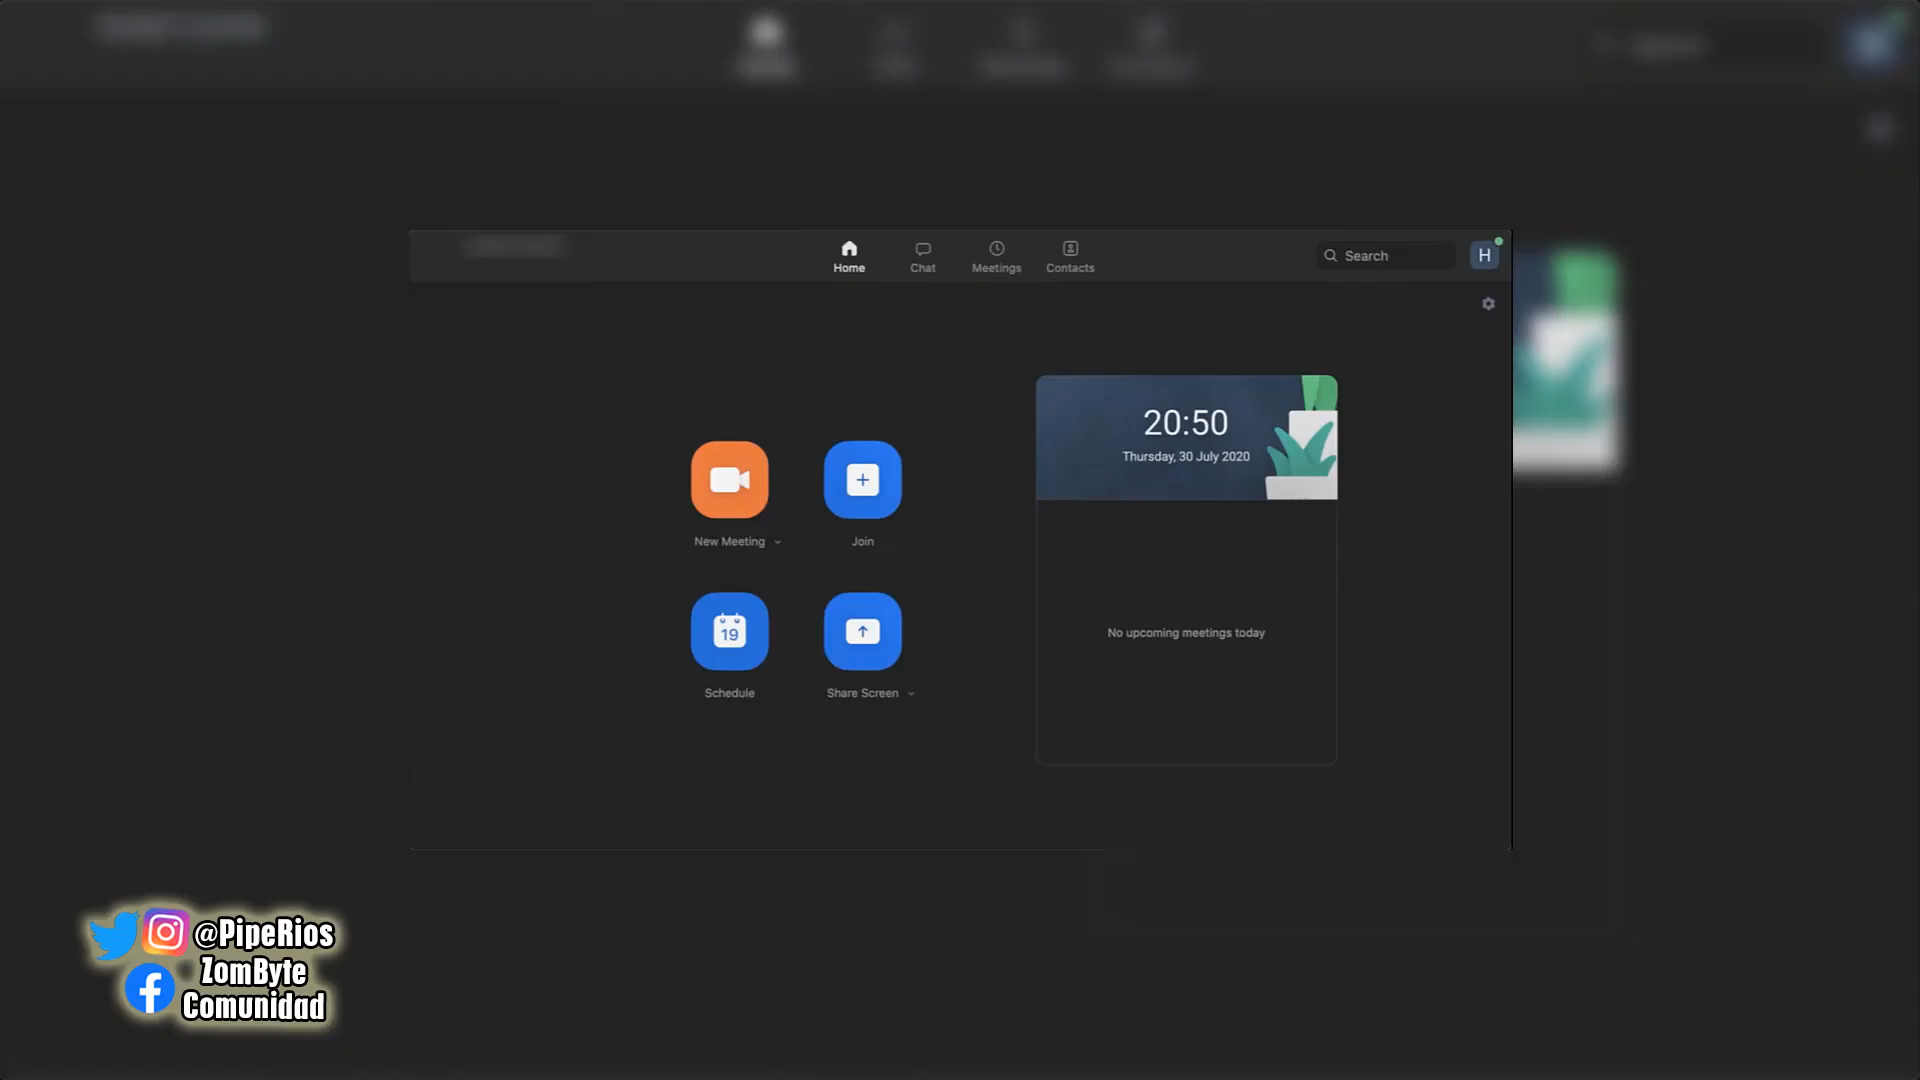 Home
Chat
Meetings
Contacts
Search
H
20:50
Thursday, 30 July 2020
New Meeting
Join
19
Schedule
Share Screen
No upcoming meetings today
@PipeRios
ZomByte
Comunidad